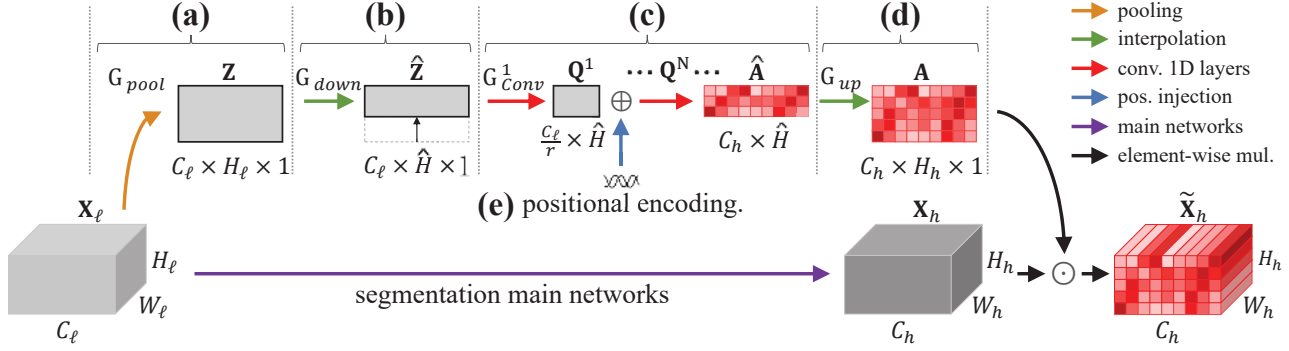 (a) (b) (c) (d)
pooling
interpolation
conv. 1D layers
pos. injection
main networks
element-wise mul.
G_pool Z G_down Ẑ G^1_Conv Q^1 ⊕ ··· Q^N ··· Â G_up A
C_ℓ × H_ℓ × 1 C_ℓ × Ĥ × 1 C_ℓ/r × Ĥ C_h × Ĥ C_h × H_h × 1
(e) positional encoding.
X_ℓ X_h X̃_h
H_ℓ H_h ⊙ H_h
W_ℓ segmentation main networks W_h W_h
C_ℓ C_h C_h